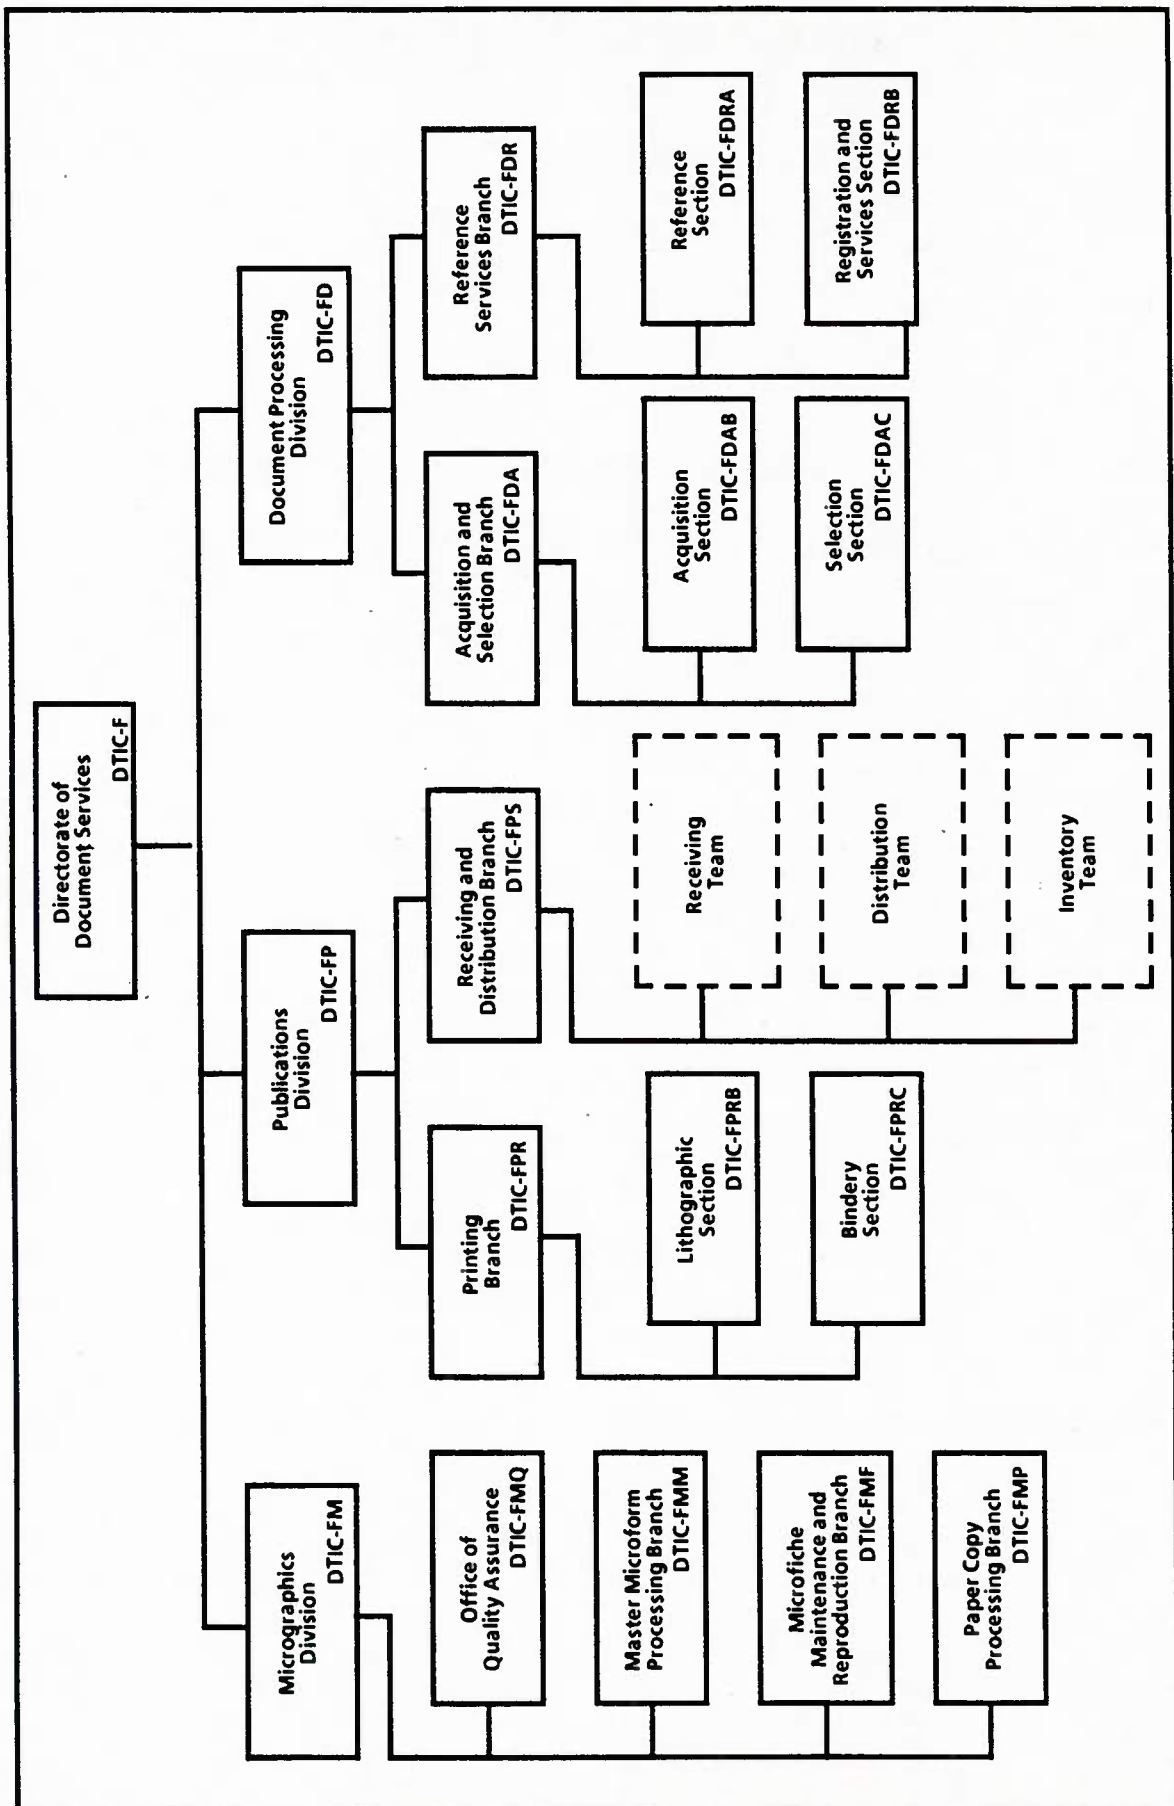 Directorate of
Document Services
DTIC-F
Micrographics
Division
DTIC-FM
Office of
Quality Assurance
DTIC-FMQ
Master Microform
Processing Branch
DTIC-FMM
Microfiche
Maintenance and
Reproduction Branch
DTIC-FMF
Paper Copy
Processing Branch
DTIC-FMP
Publications
Division
DTIC-FP
Printing
Branch
DTIC-FPR
Lithographic
Section
DTIC-FPRB
Bindery
Section
DTIC-FPRC
Receiving and
Distribution Branch
DTIC-FPS
Receiving
Team
Distribution
Team
Inventory
Team
Document Processing
Division
DTIC-FD
Acquisition and
Selection Branch
DTIC-FDA
Acquisition
Section
DTIC-FDAB
Selection
Section
DTIC-FDAC
Reference
Services Branch
DTIC-FDR
Reference
Section
DTIC-FDRA
Registration and
Services Section
DTIC-FDRB